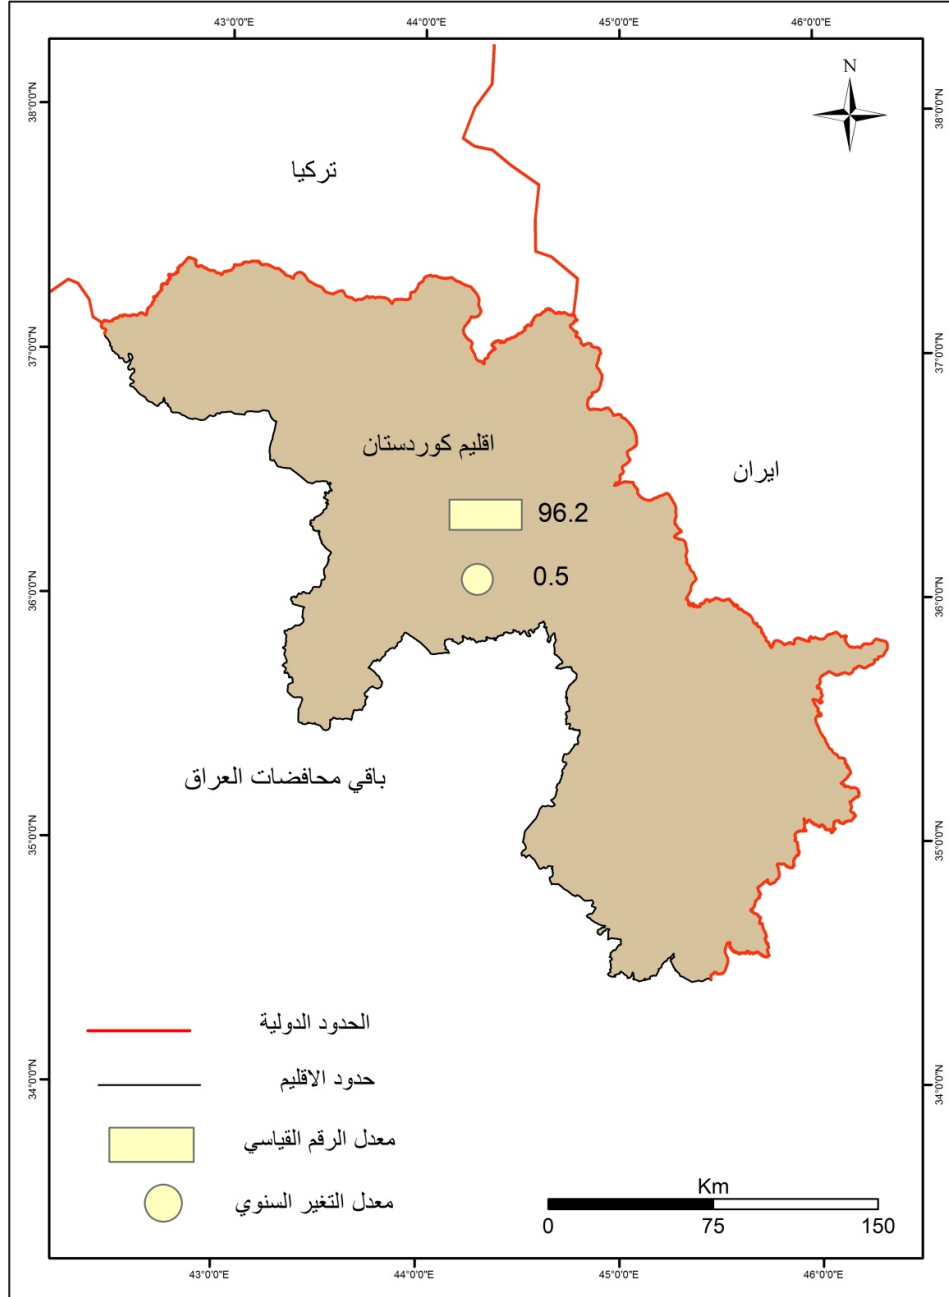 43°0'0"E 44°0'0"E 45°0'0"E 46°0'0"E
N
38°0'0"N 38°0'0"N
تركيا
37°0'0"N 37°0'0"N
اقليم كوردستان
ايران
96.2
0.5
36°0'0"N 36°0'0"N
باقي محافضات العراق
35°0'0"N 35°0'0"N
الحدود الدولية
حدود الاقليم
34°0'0"N 34°0'0"N
معدل الرقم القياسي
معدل التغير السنوي
Km
0 75 150
43°0'0"E 44°0'0"E 45°0'0"E 46°0'0"E